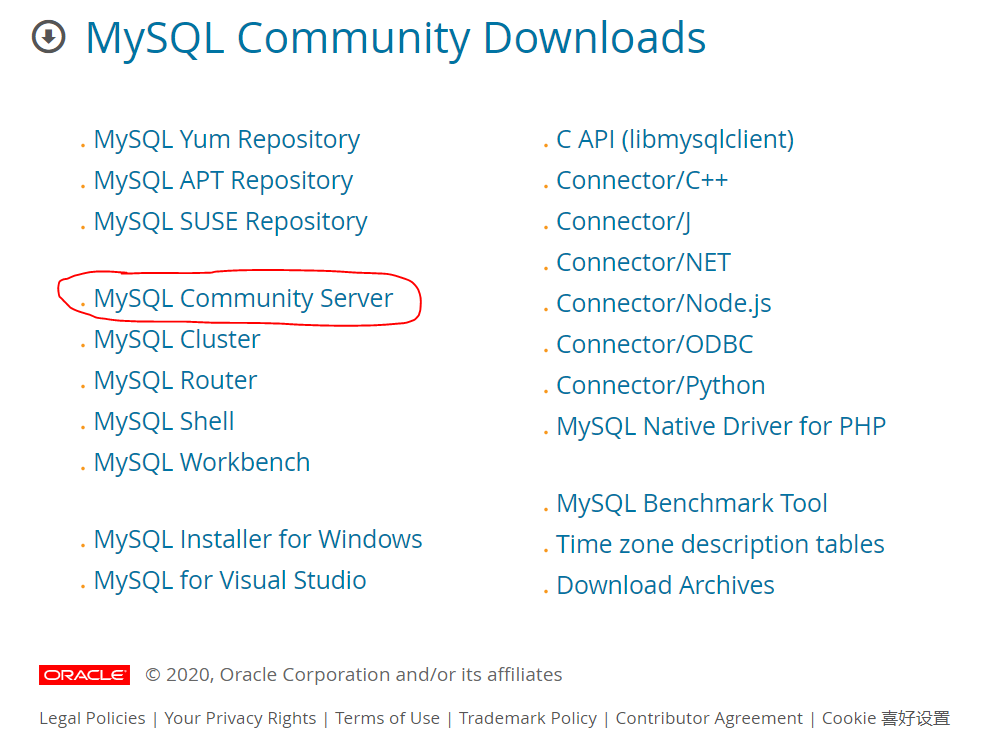 MySQL Community Downloads
MySQL Yum Repository
MySQL APT Repository
MySQL SUSE Repository
MySQL Community Server
MySQL Cluster
MySQL Router
MySQL Shell
MySQL Workbench
MySQL Installer for Windows
MySQL for Visual Studio
C API (libmysqlclient)
Connector/C++
Connector/J
Connector/NET
Connector/Node.js
Connector/ODBC
Connector/Python
MySQL Native Driver for PHP
MySQL Benchmark Tool
Time zone description tables
Download Archives
ORACLE © 2020, Oracle Corporation and/or its affiliates
Legal Policies | Your Privacy Rights | Terms of Use | Trademark Policy | Contributor Agreement | Cookie 喜好设置